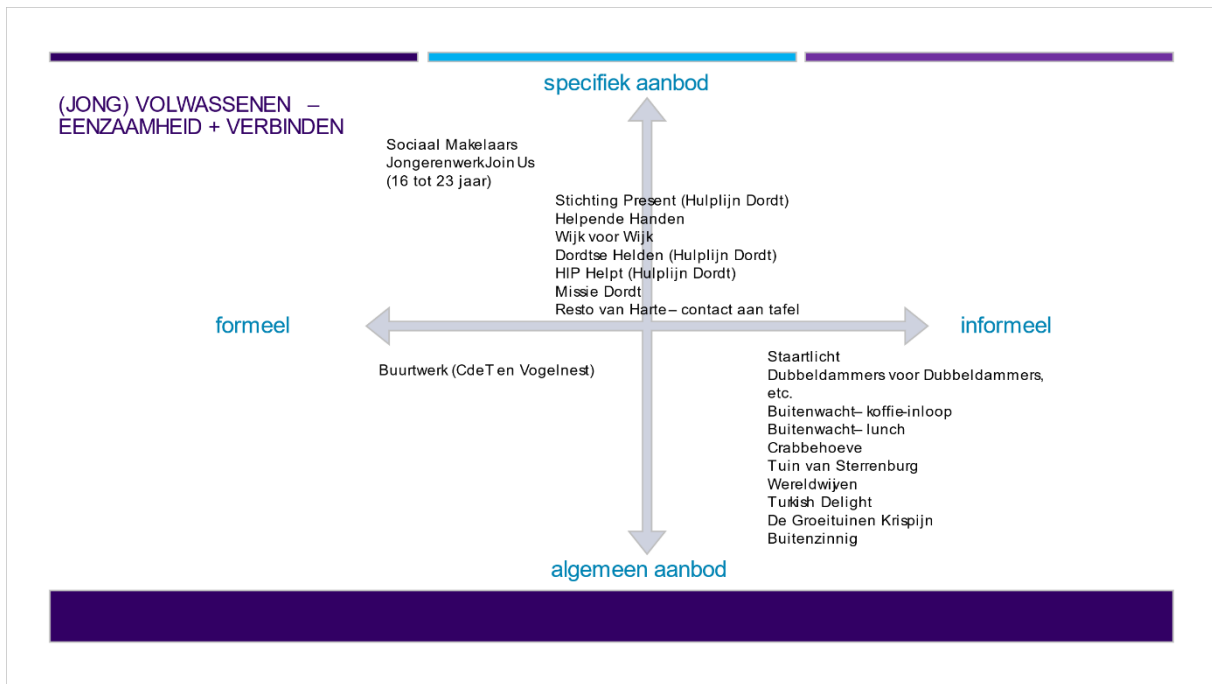 specifiek aanbod
(JONG) VOLWASSENEN –
EENZAAMHEID + VERBINDEN
Sociaal Makelaars
JongerenwerkJoin Us
(16 tot 23 jaar)
Stichting Present (Hulplijn Dordt)
Helpende Handen
Wijk voor Wijk
Dordtse Helden (Hulplijn Dordt)
HIP Helpt (Hulplijn Dordt)
Missie Dordt
Resto van Harte – contact aan tafel
formeel
informeel
Buurtwerk (CdeT en Vogelnest)
Staartlicht
Dubbeldammers voor Dubbeldammers,
etc.
Buitenwacht– koffie-inloop
Buitenwacht– lunch
Crabbehoeve
Tuin van Sterrenburg
Wereldwijven
Turkish Delight
De Groeituinen Krispijn
Buitenzinnig
algemeen aanbod